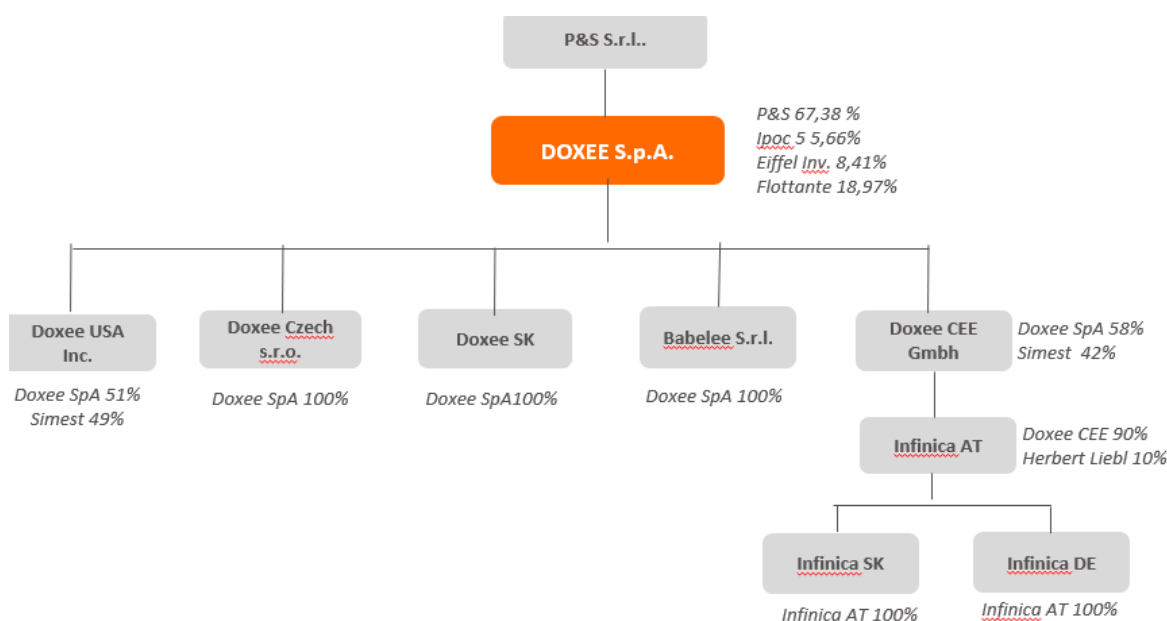 P&S S.r.l..
DOXEE S.p.A.
P&S 67,38 %
Ipoc 5 5,66%
Eiffel Inv. 8,41%
Flottante 18,97%
Doxee USA
Inc.
Doxee SpA 51%
Simest 49%
Doxee Czech
s.r.o.
Doxee SpA 100%
Doxee SK
Doxee SpA100%
Babelee S.r.l.
Doxee SpA 100%
Doxee CEE
Gmbh
Doxee SpA 58%
Simest 42%
Infinica AT
Doxee CEE 90%
Herbert Liebl 10%
Infinica SK
Infinica AT 100%
Infinica DE
Infinica AT 100%